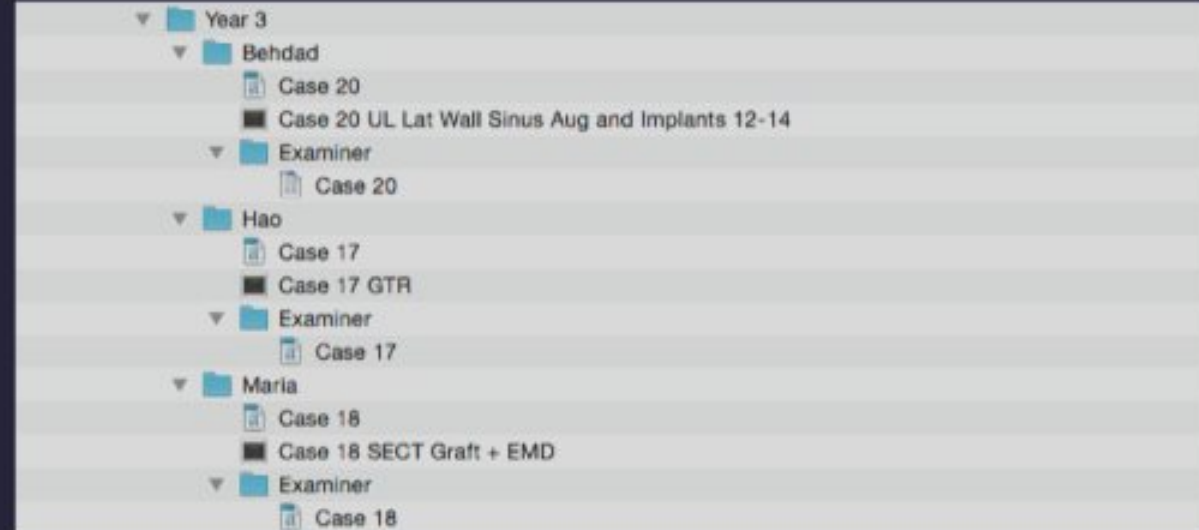 Year 3
Behdad
Case 20
Case 20 UL Lat Wall Sinus Aug and Implants 12-14
Examiner
Case 20
Hao
Case 17
Case 17 GTR
Examiner
Case 17
Maria
Case 18
Case 18 SECT Graft + EMD
Examiner
Case 18